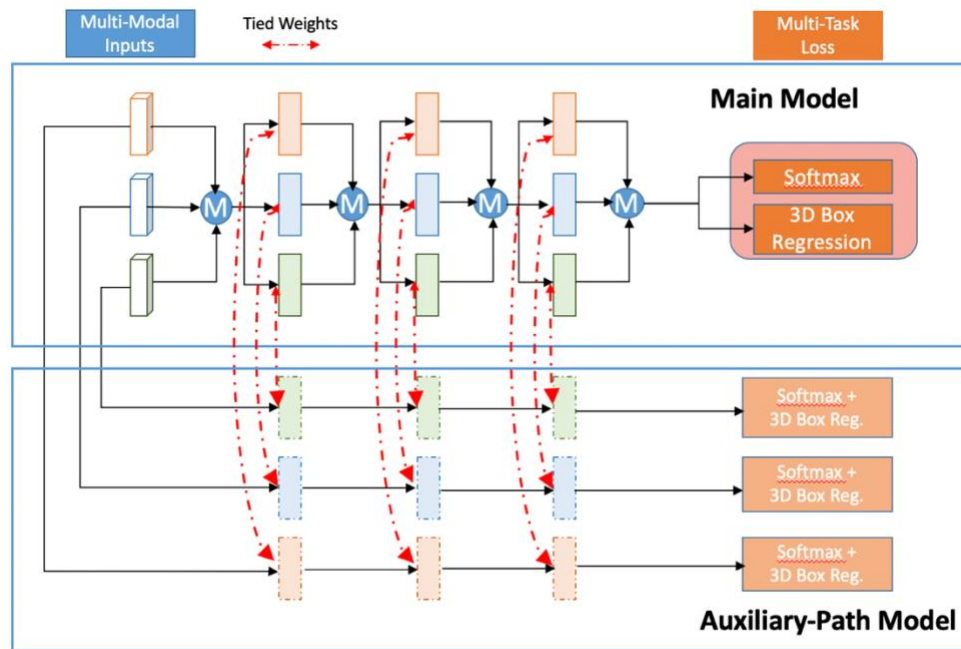 Multi-Modal
Inputs
Tied Weights
Multi-Task
Loss
Main Model
M
M
M
M
Softmax
3D Box
Regression
Softmax +
3D Box Reg.
Softmax +
3D Box Reg.
Softmax +
3D Box Reg.
Auxiliary-Path Model